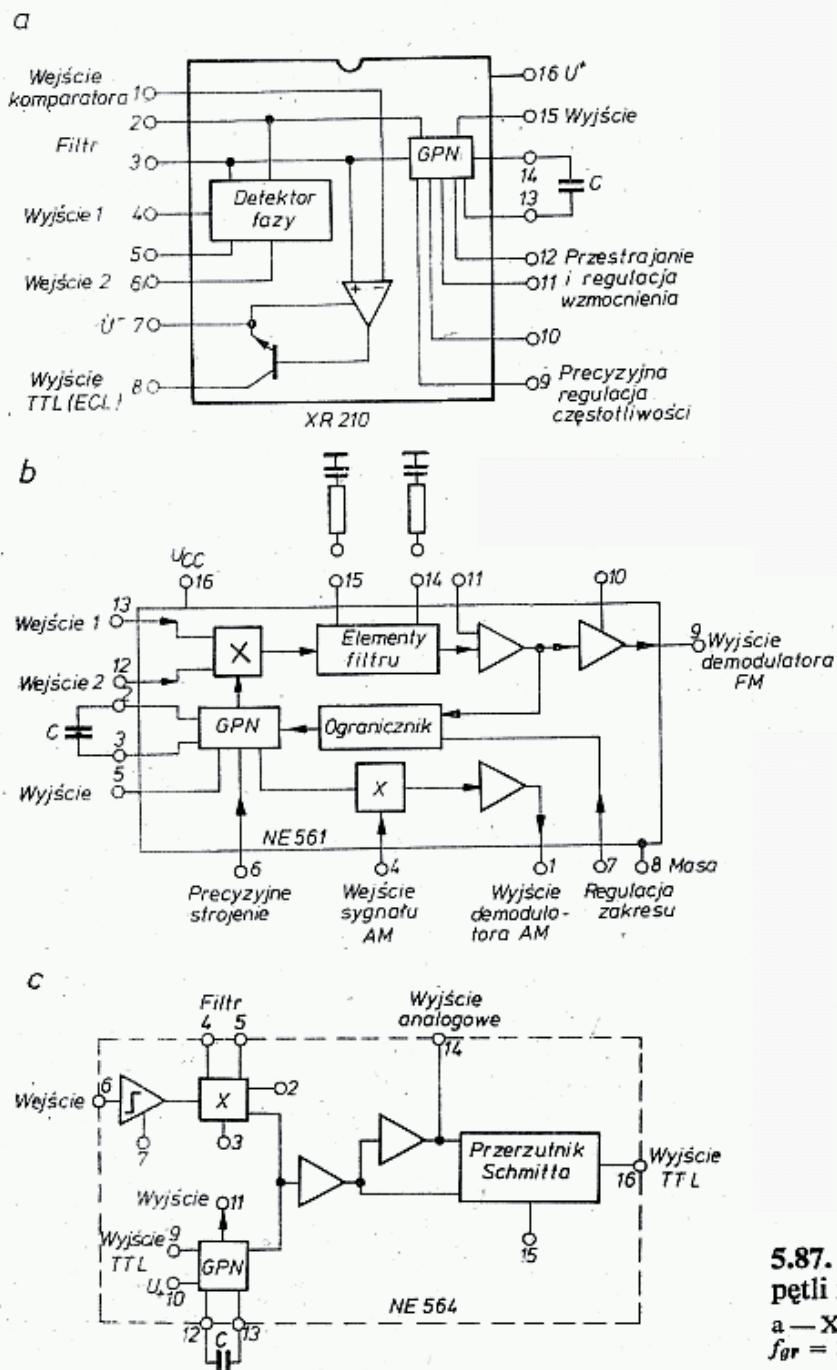 a
Wejście
komparatora 1
2
Filtr
3
Wyjście 1 4
5
Wejście 2 6
U⁻ 7
Wyjście
TTL (ECL) 8
Detektor
fazy
+ −
GPN
16 U⁺
15 Wyjście
14
C
13
12 Przestrajanie
11 i regulacja
wzmocnienia
10
9 Precyzyjna
regulacja
częstotliwości
XR 210
b
UCC
16
15
14
11
10
13
Wejście 1
12
Wejście 2
2
C
3
5
Wyjście
X
Elementy
filtru
9 Wyjście
demodulatora
FM
GPN
Ogranicznik
X
NE 561
6
Precyzyjne
strojenie
4
Wejście
sygnału
AM
1
Wyjście
demodula-
tora AM
7
Regulacja
zakresu
8 Masa
c
Filtr
4 5
Wyjście
analogowe
14
6
Wejście
X
2
7
3
Wyjście
11
Przerzutnik
Schmitta
16
Wyjście
TTL
Wyjście 9
TTL
U+ 10
GPN
15
12
C
13
NE 564
5.87.
pętli
a — X
fgr =